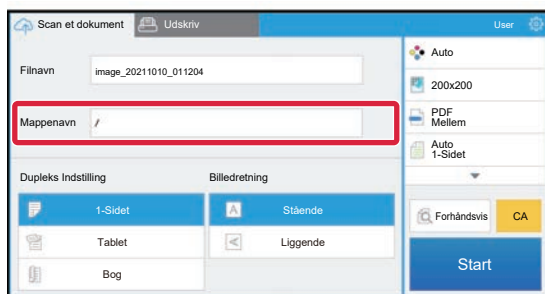 Scan et dokument
Udskriv
User
Filnavn
image_20211010_011204
Mappenavn
/
Dupleks Indstilling
Billedretning
1-Sidet
Tablet
Bog
Stående
Liggende
Auto
200x200
PDF
Mellem
Auto
1-Sidet
Forhåndsvis
CA
Start